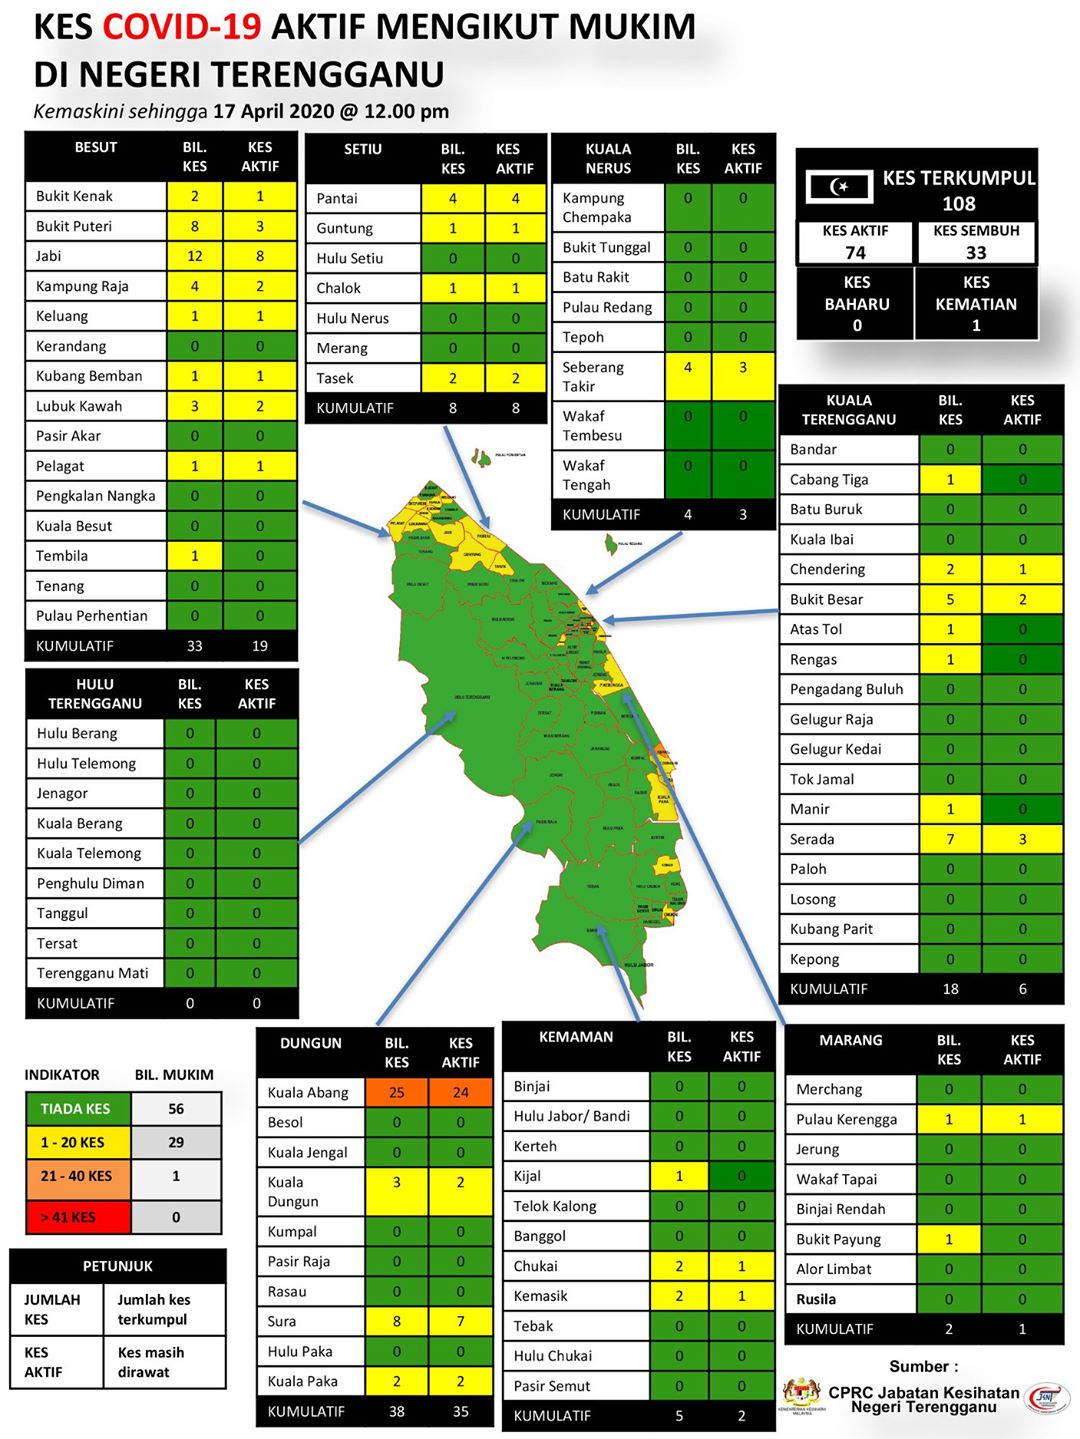 KES COVID-19 AKTIF MENGIKUT MUKIM
DI NEGERI TERENGGANU
Kemaskini sehingga 17 April 2020 @ 12.00 pm
BESUT BIL. KES KES AKTIF
Bukit Kenak 2 1
Bukit Puteri 8 3
Jabi 12 8
Kampung Raja 4 2
Keluang 1 1
Kerandang 0 0
Kubang Bemban 1 1
Lubuk Kawah 3 2
Pasir Akar 0 0
Pelagat 1 1
Pengkalan Nangka 0 0
Kuala Besut 0 0
Tembila 1 0
Tenang 0 0
Pulau Perhentian 0 0
KUMULATIF 33 19
SETIU BIL. KES KES AKTIF
Pantai 4 4
Guntung 1 1
Hulu Setiu 0 0
Chalok 1 1
Hulu Nerus 0 0
Merang 0 0
Tasek 2 2
KUMULATIF 8 8
KUALA NERUS BIL. KES KES AKTIF
Kampung Chempaka 0 0
Bukit Tunggal 0 0
Batu Rakit 0 0
Pulau Redang 0 0
Tepoh 0 0
Seberang Takir 4 3
Wakaf Tembesu 0 0
Wakaf Tengah 0 0
KUMULATIF 4 3
KES TERKUMPUL
108
KES AKTIF
74
KES SEMBUH
33
KES BAHARU
0
KES KEMATIAN
1
KUALA TERENGGANU BIL. KES KES AKTIF
Bandar 0 0
Cabang Tiga 1 0
Batu Buruk 0 0
Kuala Ibai 0 0
Chendering 2 1
Bukit Besar 5 2
Atas Tol 1 0
Rengas 1 0
Pengadang Buluh 0 0
Gelugur Raja 0 0
Gelugur Kedai 0 0
Tok Jamal 0 0
Manir 1 0
Serada 7 3
Paloh 0 0
Losong 0 0
Kubang Parit 0 0
Kepong 0 0
KUMULATIF 18 6
HULU TERENGGANU BIL. KES KES AKTIF
Hulu Berang 0 0
Hulu Telemong 0 0
Jenagor 0 0
Kuala Berang 0 0
Kuala Telemong 0 0
Penghulu Diman 0 0
Tanggul 0 0
Tersat 0 0
Terengganu Mati 0 0
KUMULATIF 0 0
INDIKATOR BIL. MUKIM
TIADA KES 56
1 - 20 KES 29
21 - 40 KES 1
> 41 KES 0
PETUNJUK
JUMLAH KES Jumlah kes terkumpul
KES AKTIF Kes masih dirawat
DUNGUN BIL. KES KES AKTIF
Kuala Abang 25 24
Besol 0 0
Kuala Jengal 0 0
Kuala Dungun 3 2
Kumpal 0 0
Pasir Raja 0 0
Rasau 0 0
Sura 8 7
Hulu Paka 0 0
Kuala Paka 2 2
KUMULATIF 38 35
KEMAMAN BIL. KES KES AKTIF
Binjai 0 0
Hulu Jabor/ Bandi 0 0
Kerteh 0 0
Kijal 1 0
Telok Kalong 0 0
Banggol 0 0
Chukai 2 1
Kemasik 2 1
Tebak 0 0
Hulu Chukai 0 0
Pasir Semut 0 0
KUMULATIF 5 2
MARANG BIL. KES KES AKTIF
Merchang 0 0
Pulau Kerengga 1 1
Jerung 0 0
Wakaf Tapai 0 0
Binjai Rendah 0 0
Bukit Payung 1 0
Alor Limbat 0 0
Rusila 0 0
KUMULATIF 2 1
Sumber :
CPRC Jabatan Kesihatan
Negeri Terengganu